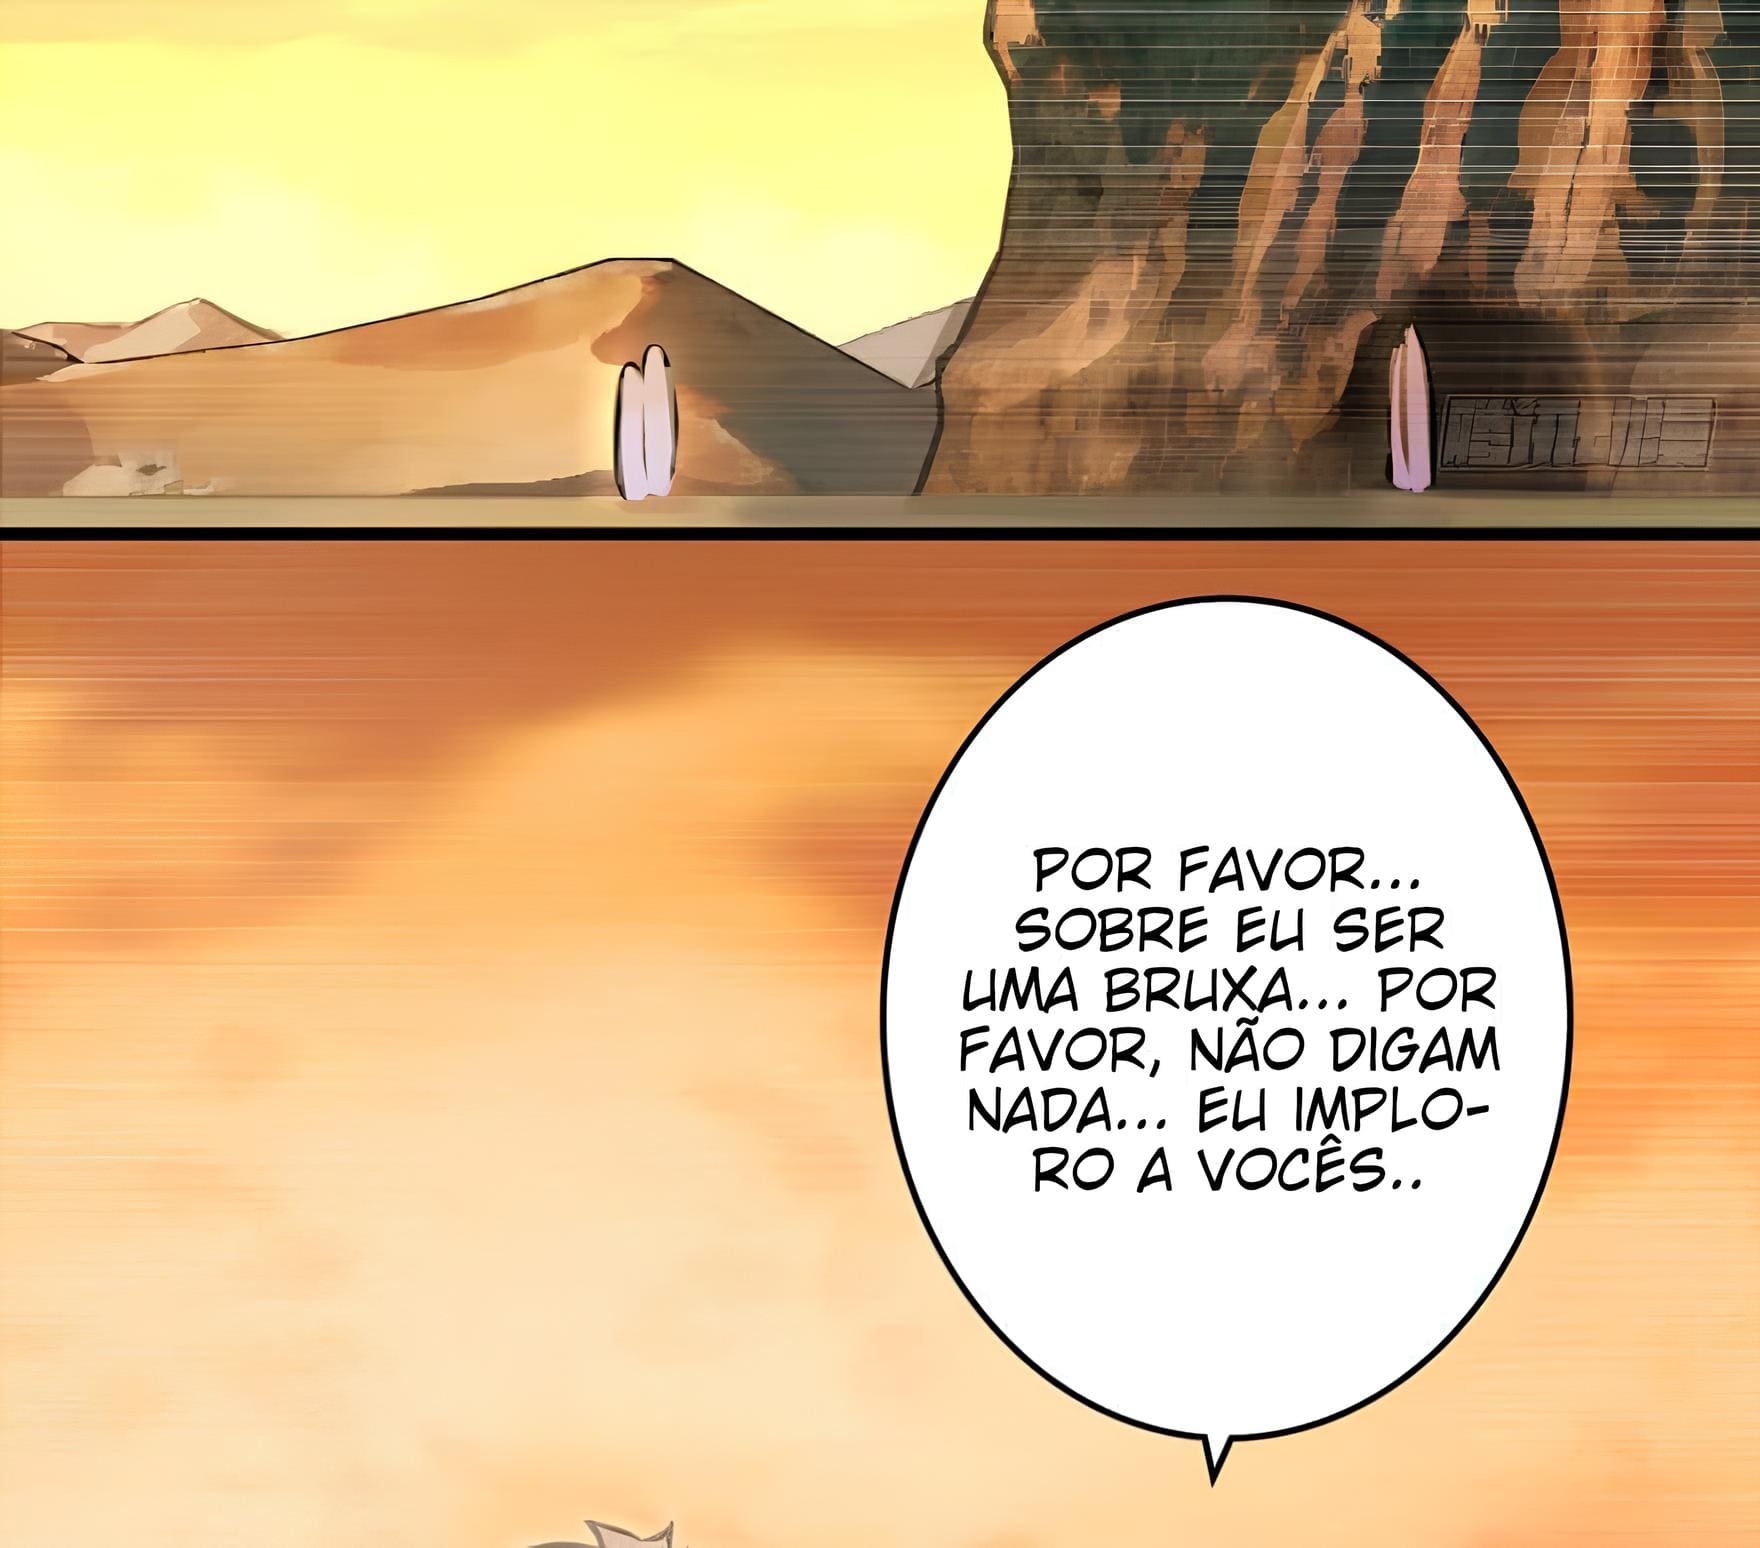 POR FAVOR...
SOBRE EU SER
UMA BRUXA... POR
FAVOR, NÃO DIGAM
NADA... EU IMPLO-
RO A VOCÊS..